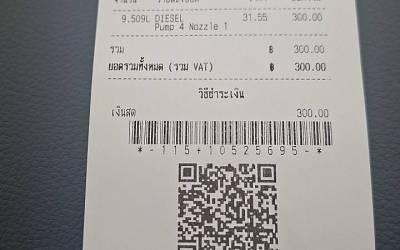 9.509L DIESEL 31.55 300.00
Pump 4 Nozzle 1
รวม ฿ 300.00
ยอดรวมทั้งหมด (รวม VAT) ฿ 300.00
วิธีชำระเงิน
เงินสด 300.00
*-115+10525695-*